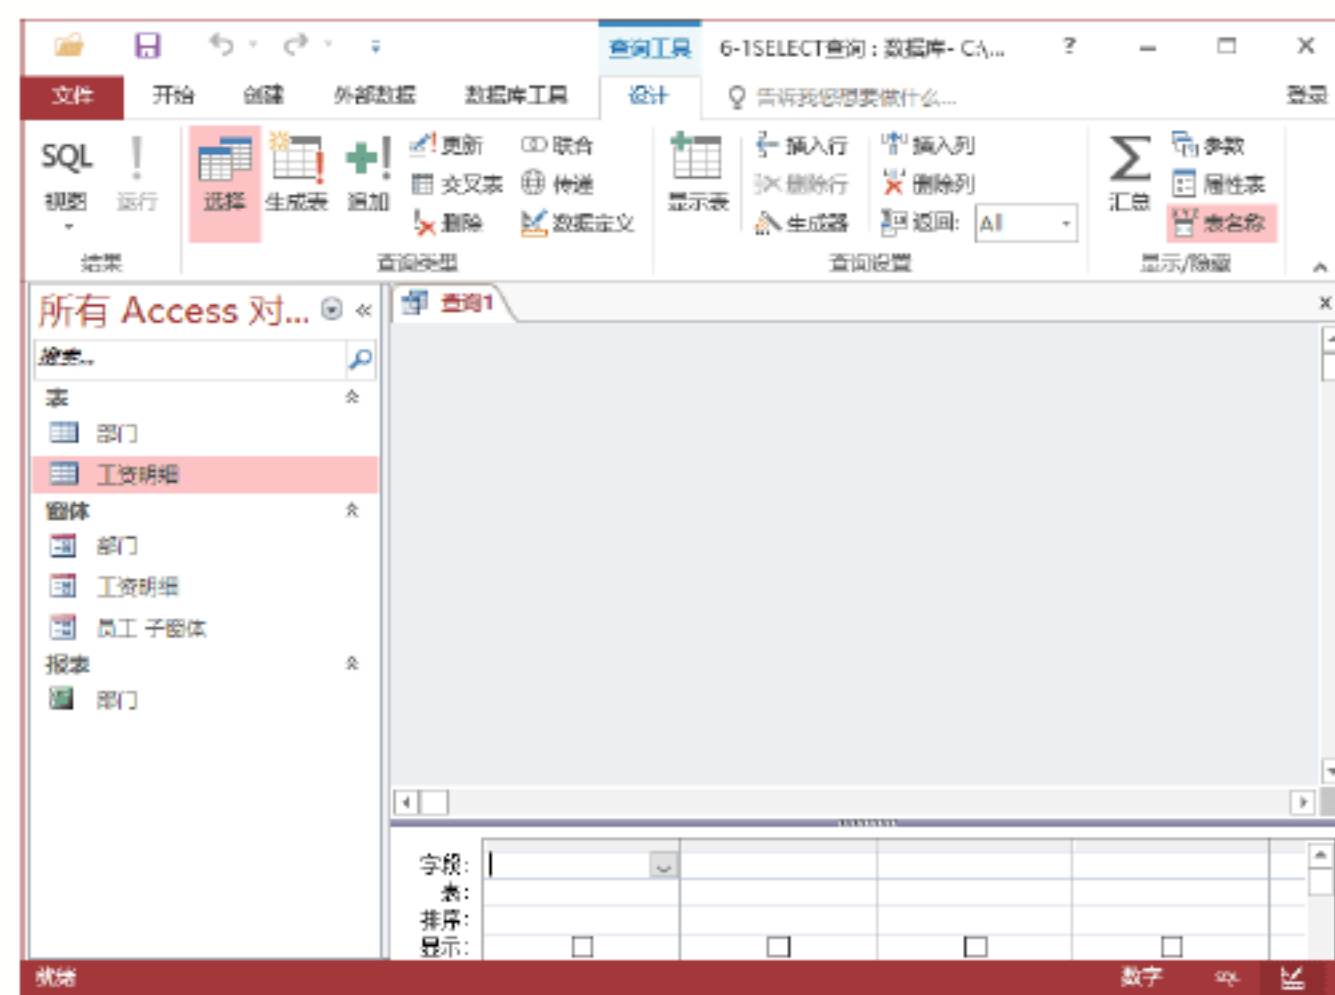 查询工具 6-1SELECT查询 : 数据库- C:\... ?
文件 开始 创建 外部数据 数据库工具 设计 告诉我您想要做什么... 登录
SQL 视图 运行 选择 生成表 追加 更新 联合 显示表 插入行 插入列 汇总 参数
交叉表 传递 删除行 删除列 属性表
删除 数据定义 生成器 返回: All 表名称
结果 查询类型 查询设置 显示/隐藏
所有 Access 对... «
查询1
搜索...
表
部门
工资明细
窗体
部门
工资明细
员工 子窗体
报表
部门
字段:
表:
排序:
显示:
就绪 数字 SQL